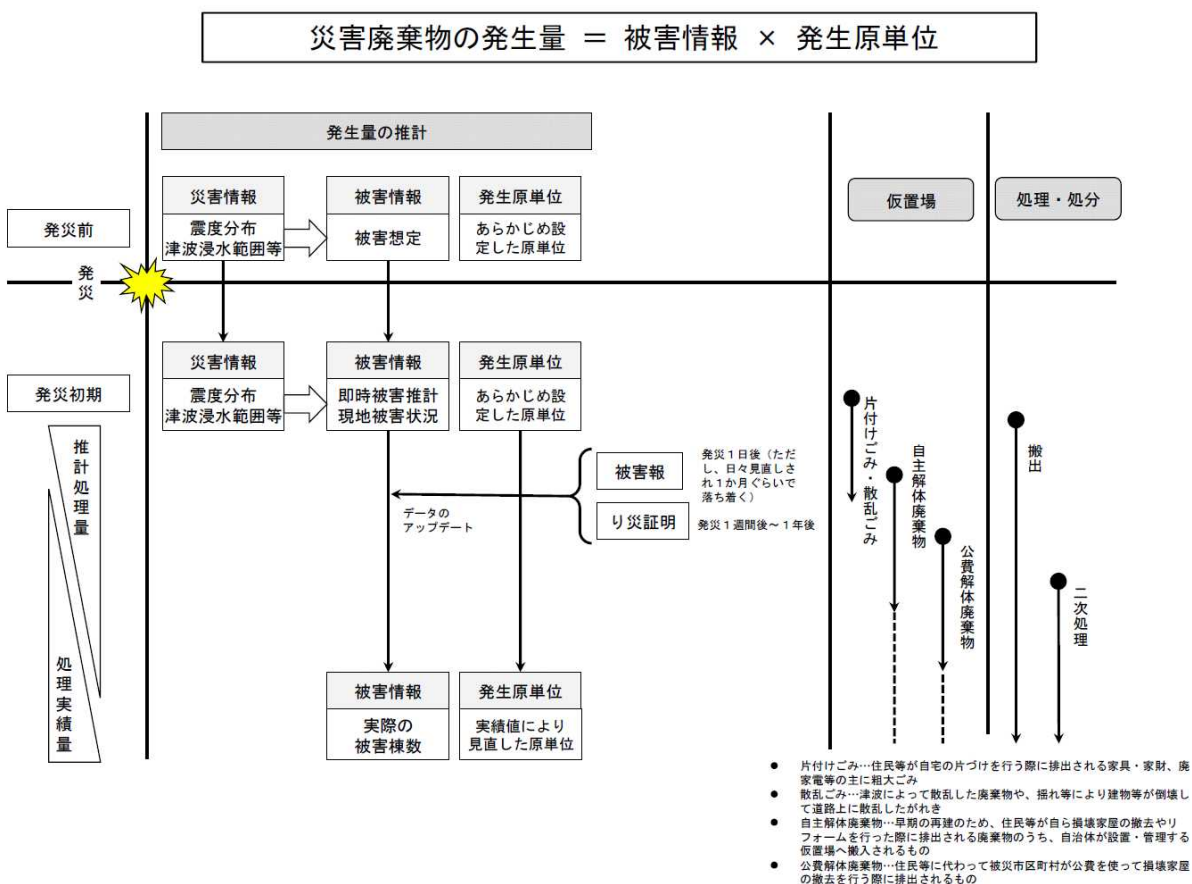 災害廃棄物の発生量 ＝ 被害情報 × 発生原単位
発生量の推計
仮置場
処理・処分
発災前
災害情報
震度分布
津波浸水範囲等
被害情報
被害想定
発生原単位
あらかじめ設
定した原単位
発災
発災初期
災害情報
震度分布
津波浸水範囲等
被害情報
即時被害推計
現地被害状況
発生原単位
あらかじめ設
定した原単位
推計処理量
処理実績量
データの
アップデート
被害報
発災１日後（ただ
し、日々見直しさ
れ１か月ぐらいで
落ち着く）
り災証明
発災１週間後～１年後
被害情報
実際の
被害棟数
発生原単位
実績値により
見直した原単位
片付けごみ・散乱ごみ
自主解体廃棄物
公費解体廃棄物
搬出
二次処理
● 片付けごみ…住民等が自宅の片づけを行う際に排出される家具・家財、廃
家電等の主に粗大ごみ
● 散乱ごみ…津波によって散乱した廃棄物や、揺れ等により建物等が倒壊し
て道路上に散乱したがれき
● 自主解体廃棄物…早期の再建のため、住民等が自ら損壊家屋の撤去やリ
フォームを行った際に排出される廃棄物のうち、自治体が設置・管理する
仮置場へ搬入されるもの
● 公費解体廃棄物…住民等に代わって被災市区町村が公費を使って損壊家屋
の撤去を行う際に排出されるもの